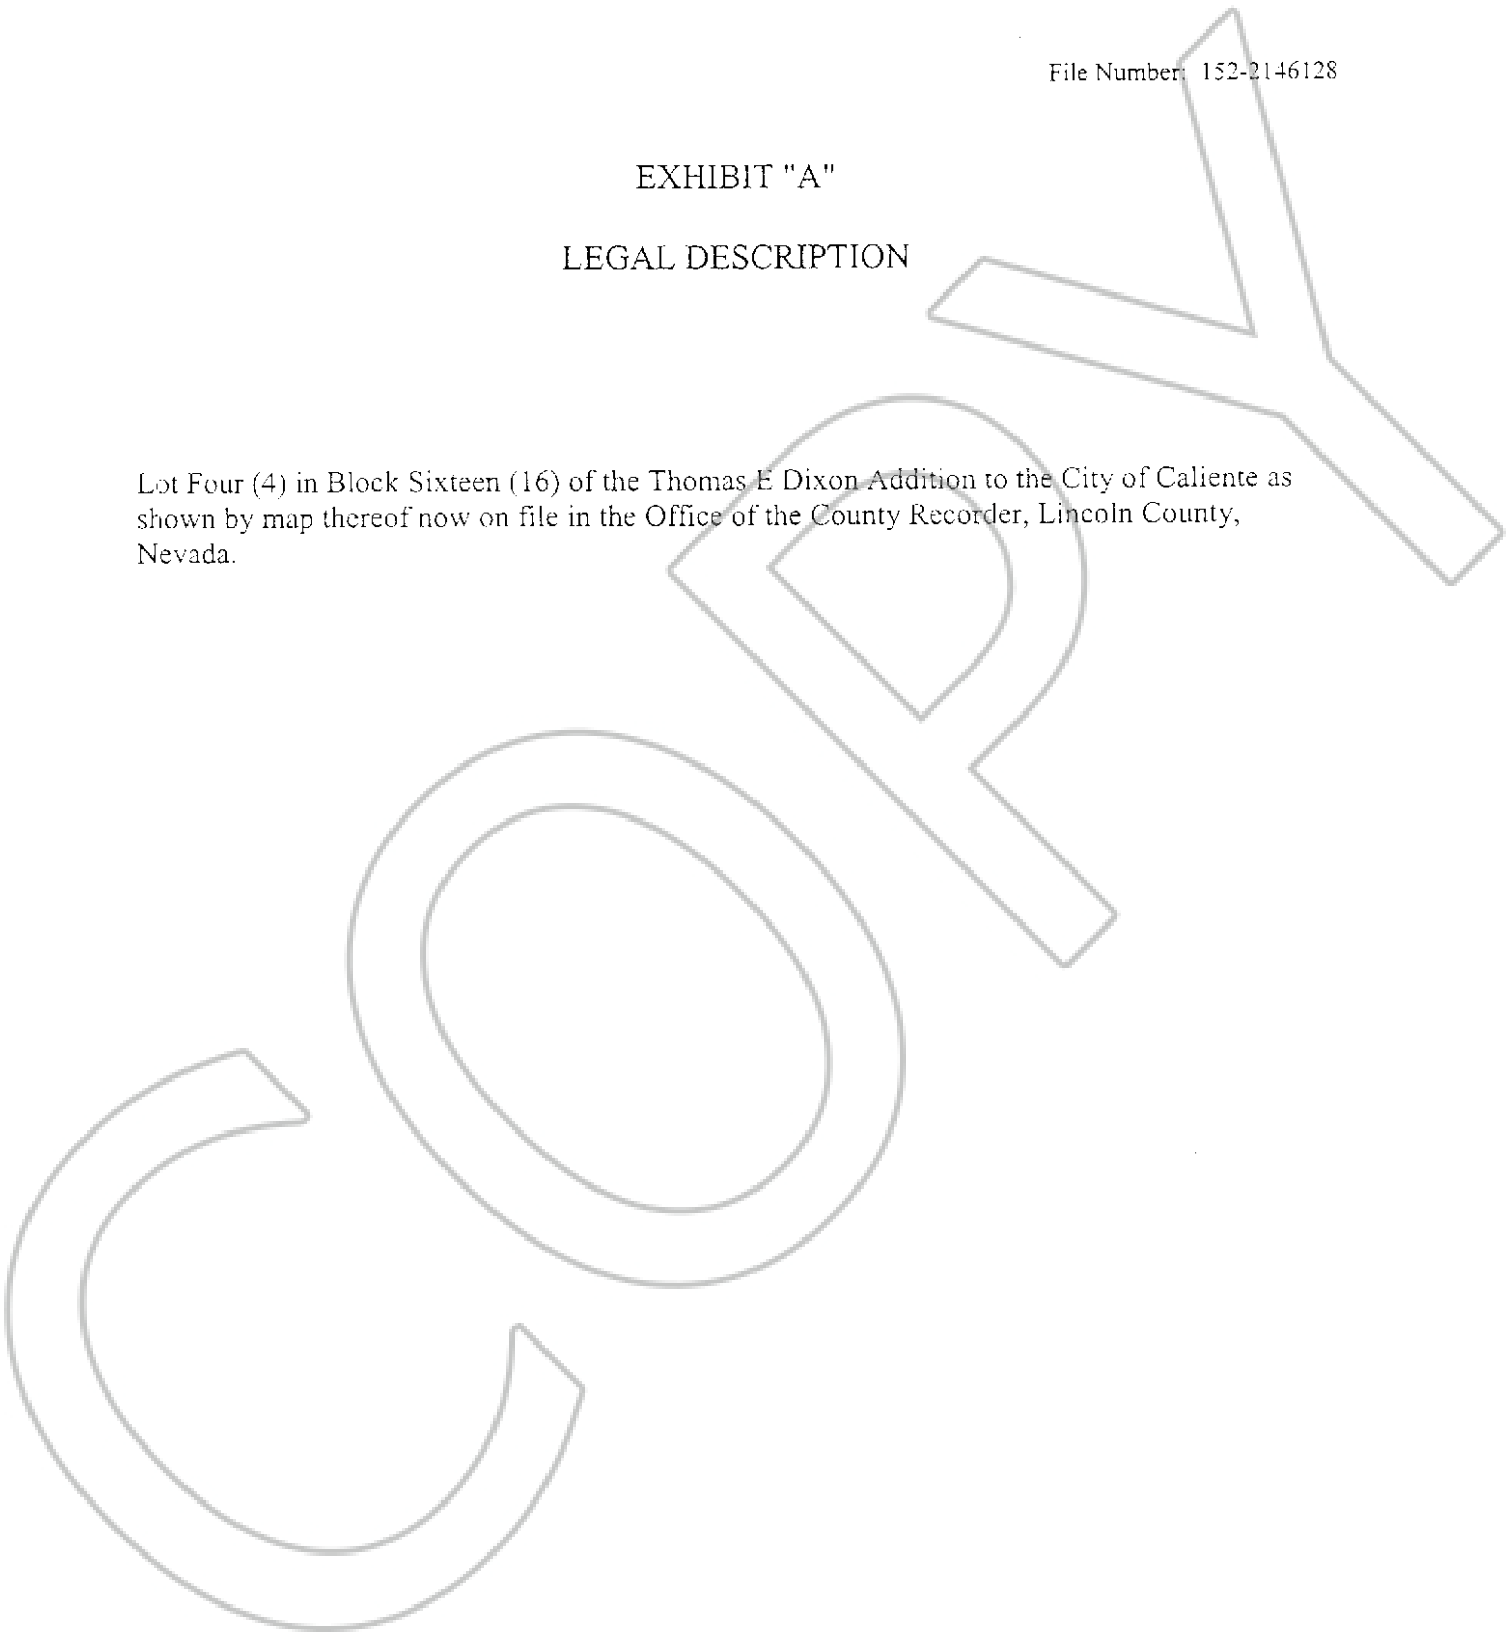 File Number: 152-2146128
EXHIBIT "A"
LEGAL DESCRIPTION
Lot Four (4) in Block Sixteen (16) of the Thomas E Dixon Addition to the City of Caliente as
shown by map thereof now on file in the Office of the County Recorder, Lincoln County,
Nevada.
COPY